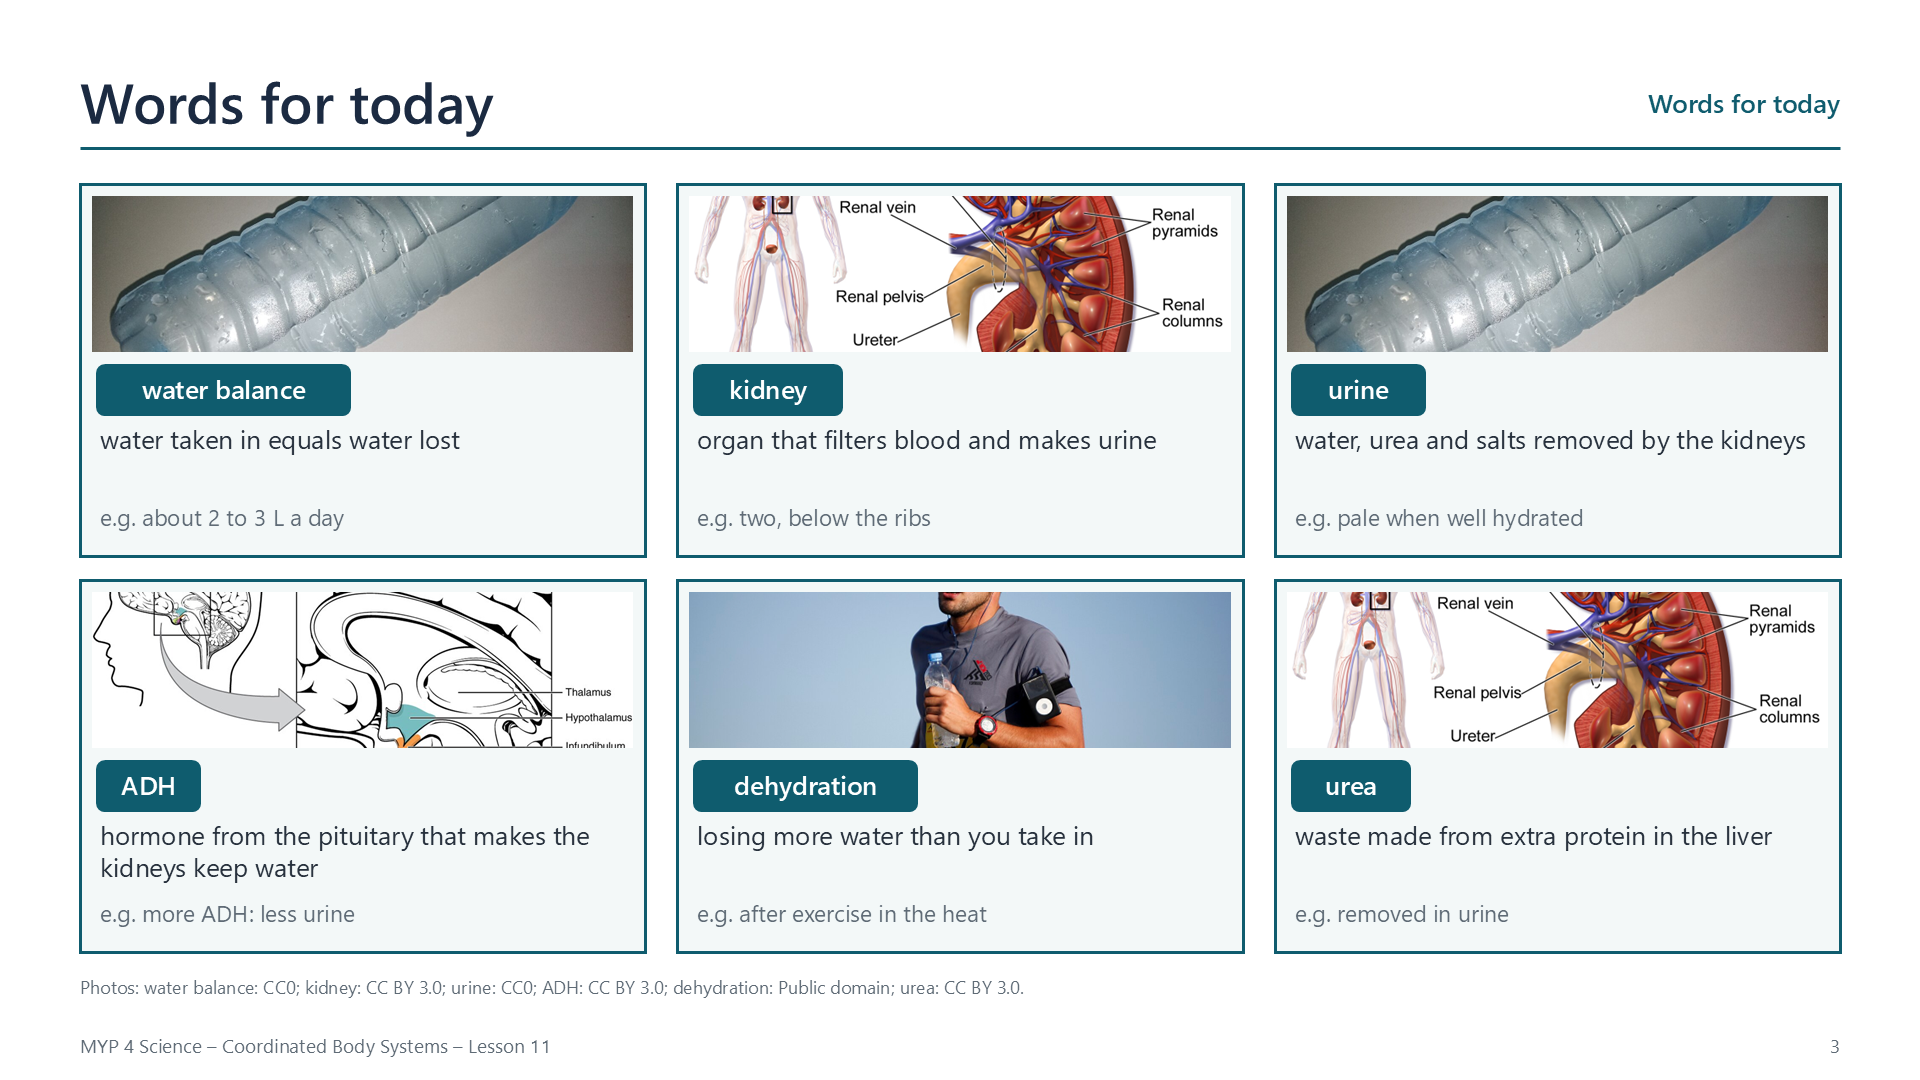 Words for today
Words for today
Renal vein
Renal pyramids
Renal pelvis
Renal columns
Ureter
water balance
kidney
urine
water taken in equals water lost
organ that filters blood and makes urine
water, urea and salts removed by the kidneys
e.g. about 2 to 3 L a day
e.g. two, below the ribs
e.g. pale when well hydrated
Thalamus
Hypothalamus
Infundibulum
Renal vein
Renal pyramids
Renal pelvis
Renal columns
Ureter
ADH
dehydration
urea
hormone from the pituitary that makes the
kidneys keep water
losing more water than you take in
waste made from extra protein in the liver
e.g. more ADH: less urine
e.g. after exercise in the heat
e.g. removed in urine
Photos: water balance: CC0; kidney: CC BY 3.0; urine: CC0; ADH: CC BY 3.0; dehydration: Public domain; urea: CC BY 3.0.
MYP 4 Science – Coordinated Body Systems – Lesson 11
3